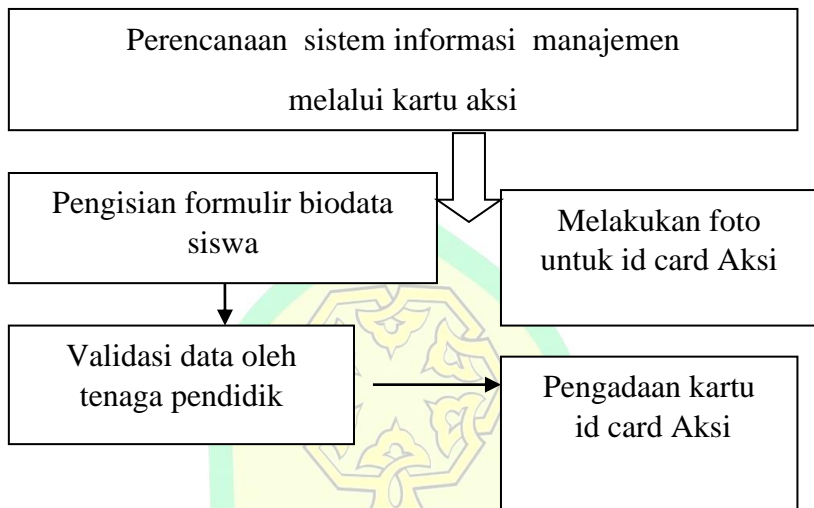 Perencanaan sistem informasi manajemen
melalui kartu aksi
Pengisian formulir biodata
siswa
Melakukan foto
untuk id card Aksi
Validasi data oleh
tenaga pendidik
Pengadaan kartu
id card Aksi